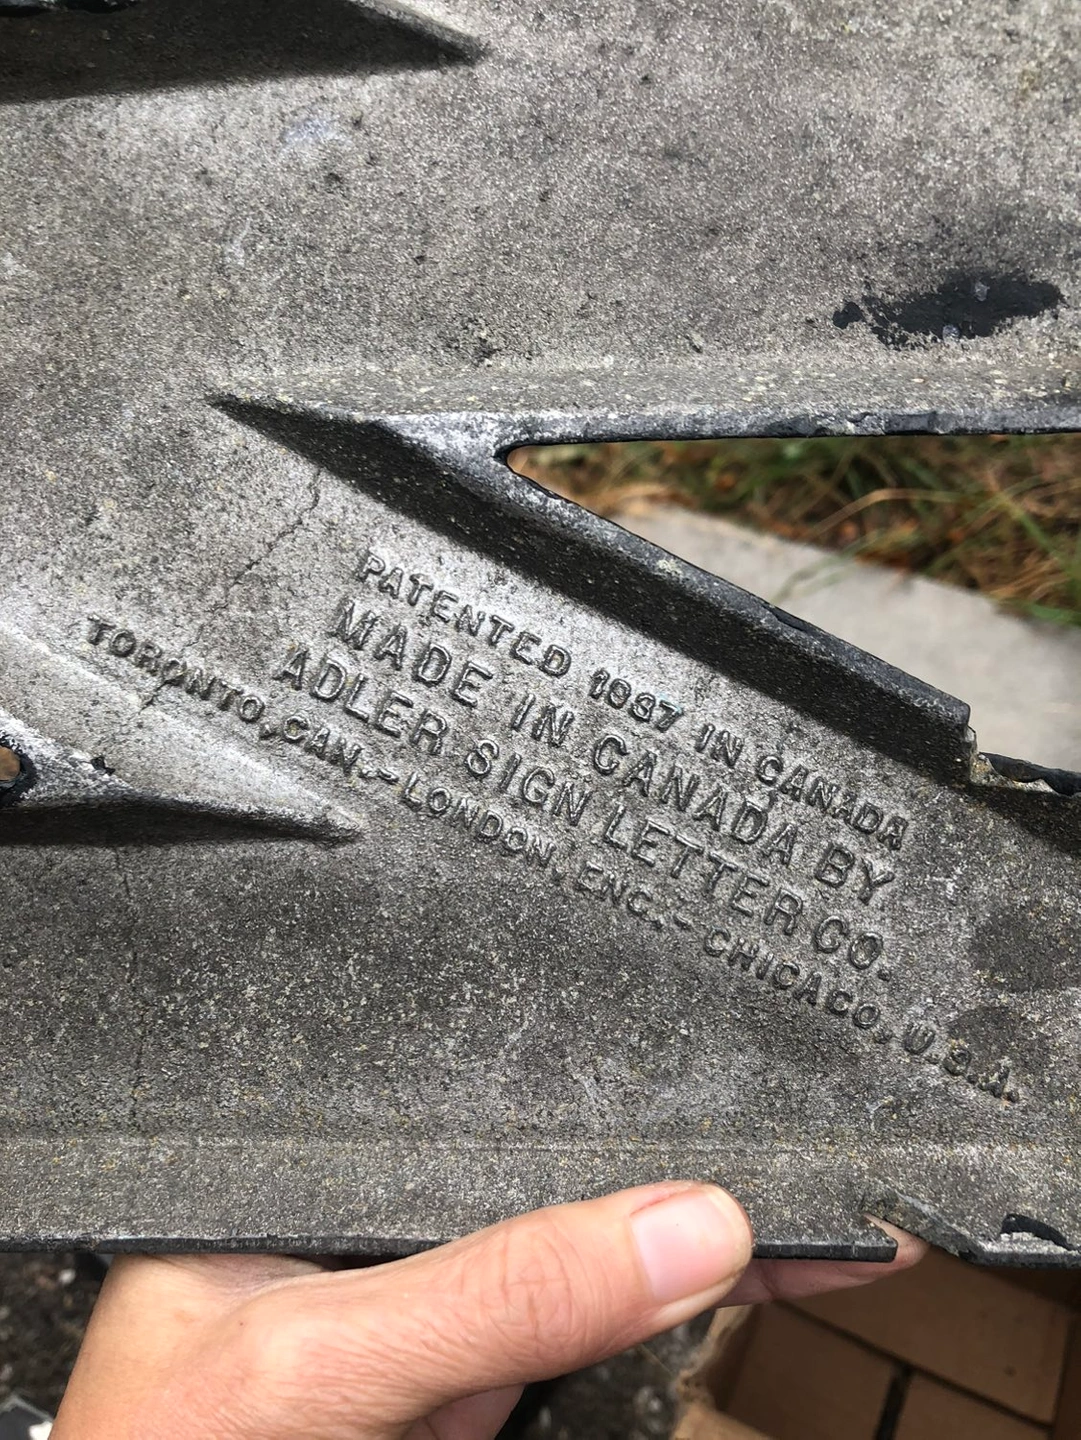 PATENTED 1937 IN CANADA
MADE IN CANADA BY
ADLER SIGN LETTER CO.
TORONTO, CAN. - LONDON, ENG. - CHICAGO, U.S.A.